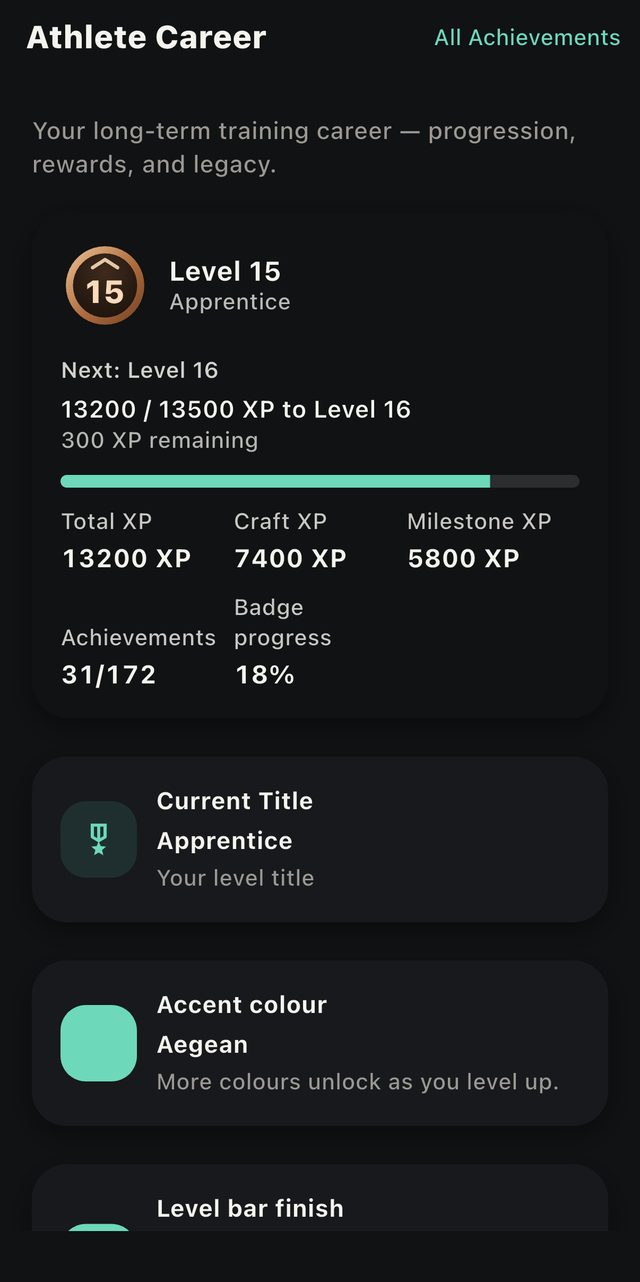 Athlete Career
All Achievements
Your long-term training career — progression,
rewards, and legacy.
15
Level 15
Apprentice
Next: Level 16
13200 / 13500 XP to Level 16
300 XP remaining
Total XP
Craft XP
Milestone XP
13200 XP
7400 XP
5800 XP
Achievements
Badge
progress
31/172
18%
Current Title
Apprentice
Your level title
Accent colour
Aegean
More colours unlock as you level up.
Level bar finish